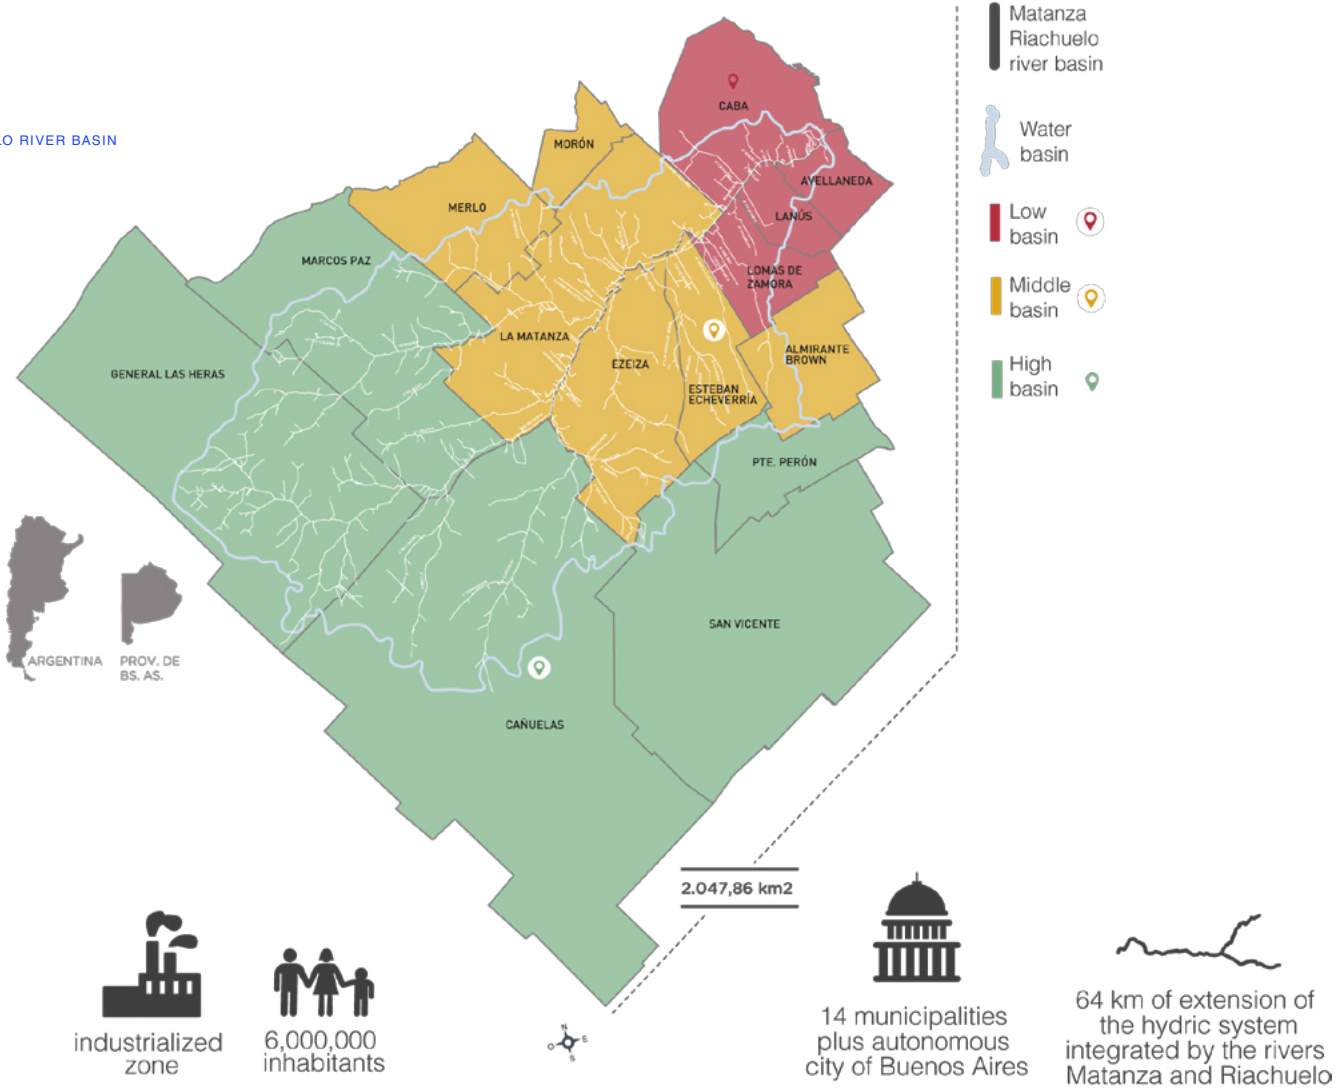 Matanza
Riachuelo
river basin
LO RIVER BASIN
Water
basin
Low
basin
Middle
basin
High
basin
CABA
MORÓN
AVELLANEDA
MERLO
LANÚS
MARCOS PAZ
LOMAS DE
ZAMORA
LA MATANZA
ALMIRANTE
BROWN
EZEIZA
GENERAL LAS HERAS
ESTEBAN
ECHEVERRÍA
PTE. PERÓN
SAN VICENTE
CAÑUELAS
ARGENTINA
PROV. DE
BS. AS.
2.047,86 km2
industrialized
zone
6,000,000
inhabitants
N
E
S
O
14 municipalities
plus autonomous
city of Buenos Aires
64 km of extension of
the hydric system
integrated by the rivers
Matanza and Riachuelo